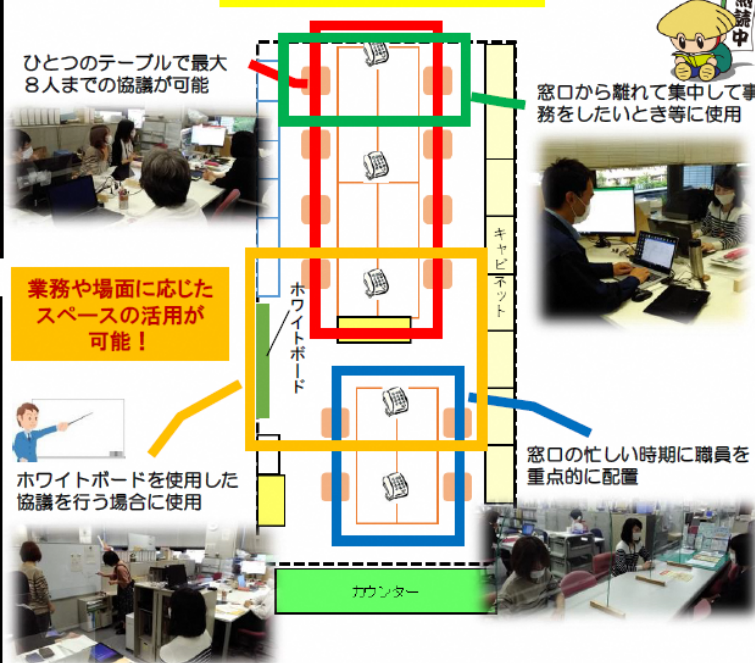 ひとつのテーブルで最大
８人までの協議が可能
読中
窓口から離れて集中して事
務をしたいとき等に使用
キャビネット
業務や場面に応じた
スペースの活用が
可能！
ホワイトボード
ホワイトボードを使用した
協議を行う場合に使用
窓口の忙しい時期に職員を
重点的に配置
カウンター